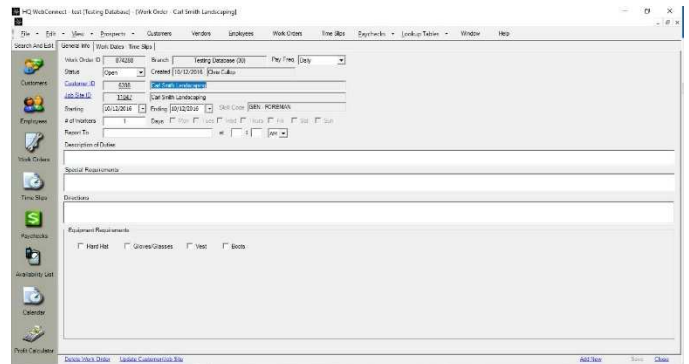 HQ WebConnect - test [Testing Database] - [Work Order - Carl Smith Landscaping]
File Edit View Prospects Customers Vendors Employees Work Orders Time Slips Paychecks Lookup Tables Window Help
Search And Edit General Info Work Dates Time Slips
Work Order ID 874288 Branch Testing Database (30) Pay Freq Daily
Status Open Created 10/12/2016 Chris Cullop
Customers
Customer ID 6208 Carl Smith Landscaping
Job Site ID 11047 Carl Smith Landscaping
Starting 10/12/2016 Ending 10/12/2016 Skill Code GEN FOREMAN
Employees
# of Workers 1 Days Mon Tues Wed Thurs Fri Sat Sun
Report To at : AM
Description of Duties
Work Orders
Special Requirements
Time Slips
Directions
Equipment Requirements
Paychecks
Hard Hat Gloves/Glasses Vest Boots
Availability List
Calendar
Profit Calculator
Delete Work Order Update Customer/Job Site Add New Save Close